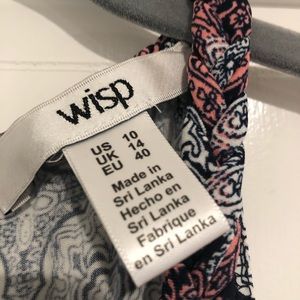 wisp
US 10
UK 14
EU 40
Made in
Sri Lanka
Hecho en
Sri Lanka
Fabrique
en Sri Lanka